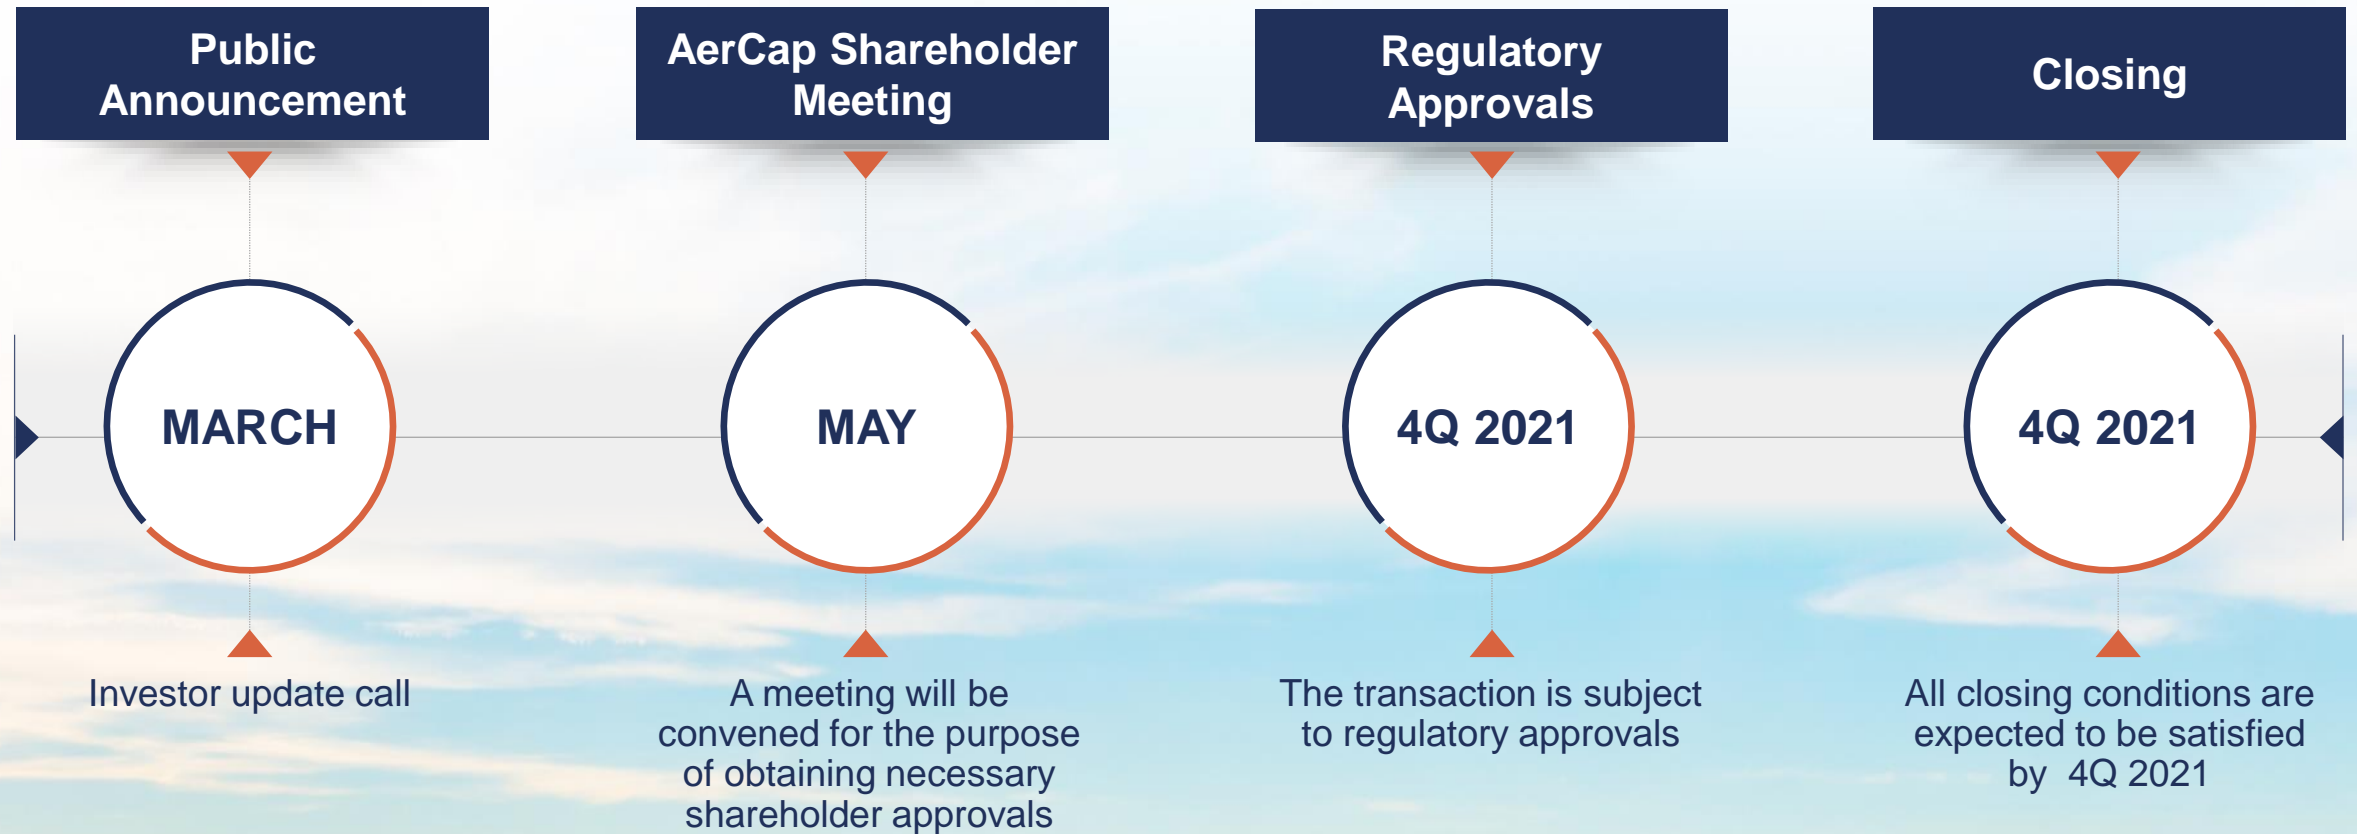 Public
Announcement
MARCH
Investor update call
AerCap Shareholder
Meeting
MAY
A meeting will be
convened for the purpose
of obtaining necessary
shareholder approvals
Regulatory
Approvals
4Q 2021
The transaction is subject
to regulatory approvals
Closing
4Q 2021
All closing conditions are
expected to be satisfied
by 4Q 2021